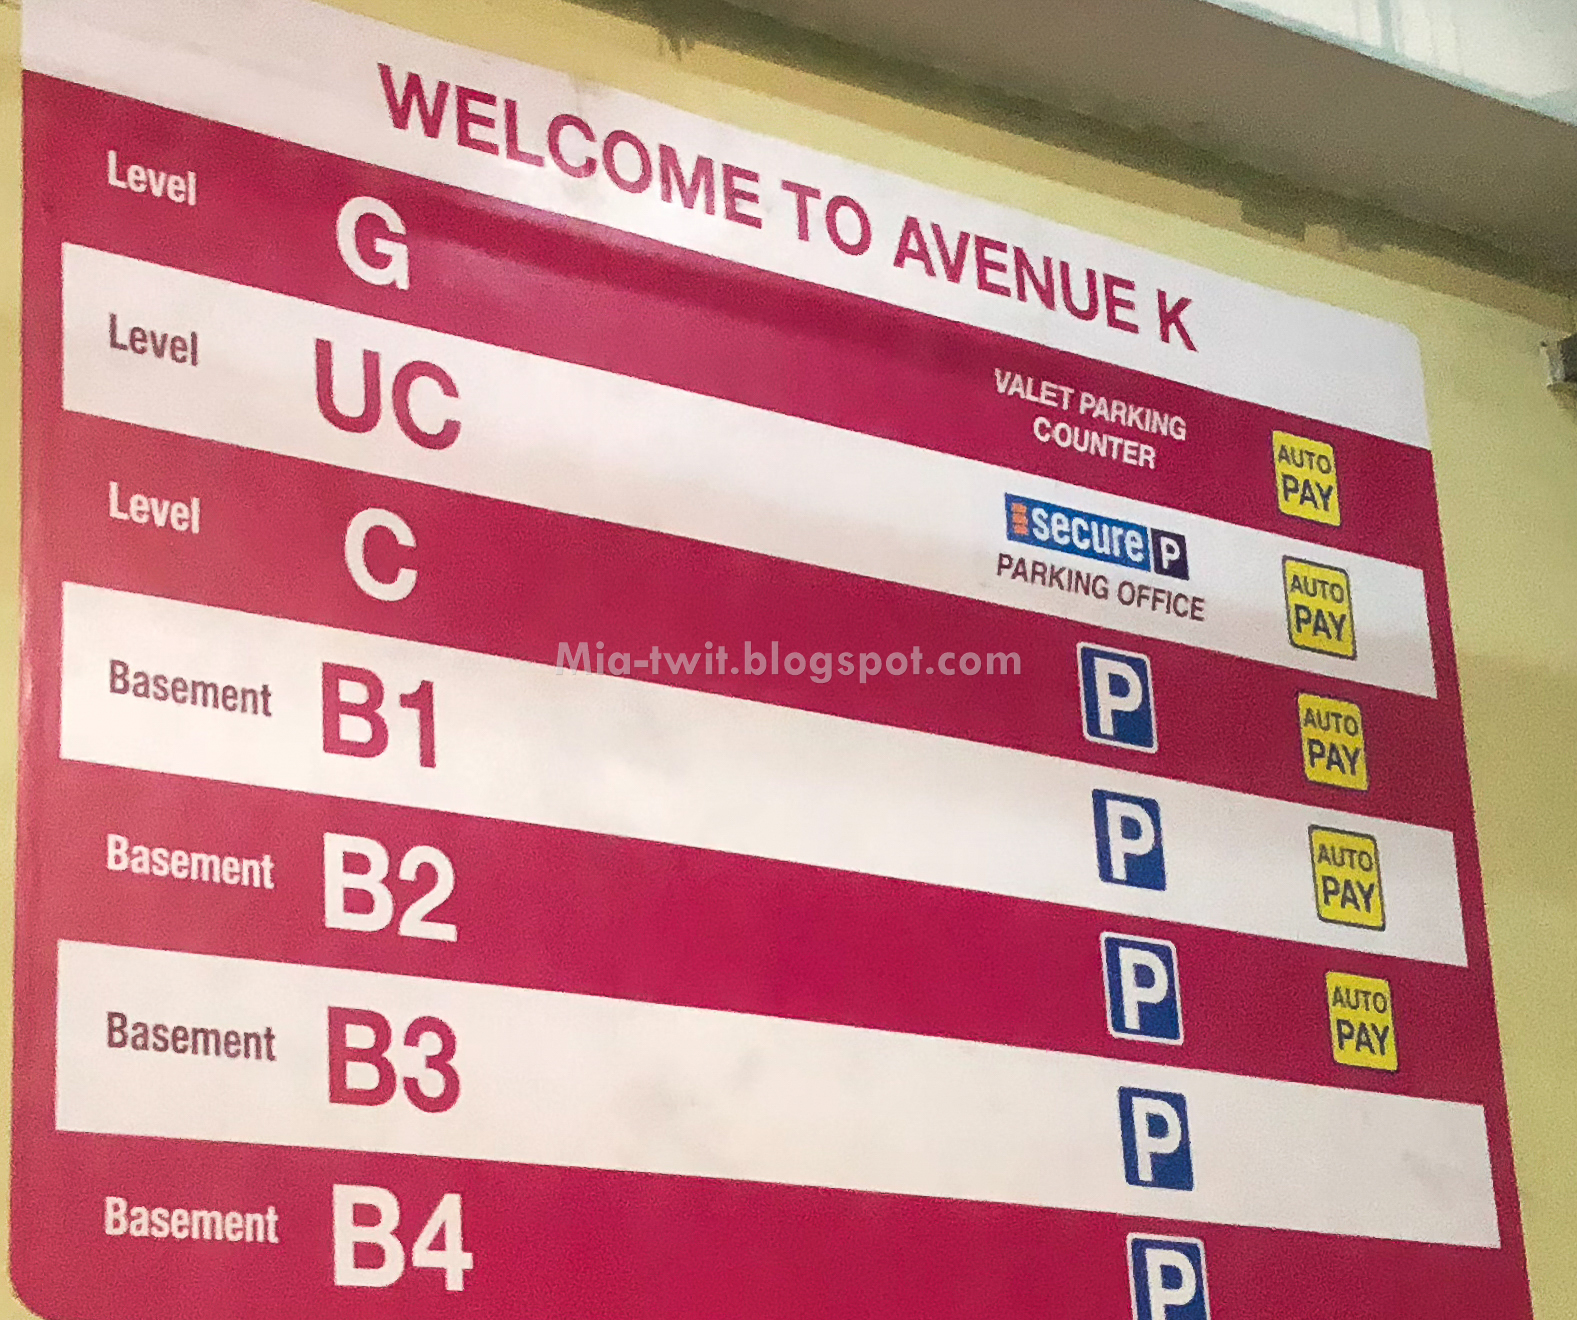 WELCOME TO AVENUE K
Level G
VALET PARKING
COUNTER
AUTO
PAY
Level UC
secure P
PARKING OFFICE
AUTO
PAY
Level C
P
AUTO
PAY
Mia-twit.blogspot.com
Basement B1
P
AUTO
PAY
Basement B2
P
AUTO
PAY
Basement B3
P
Basement B4
P